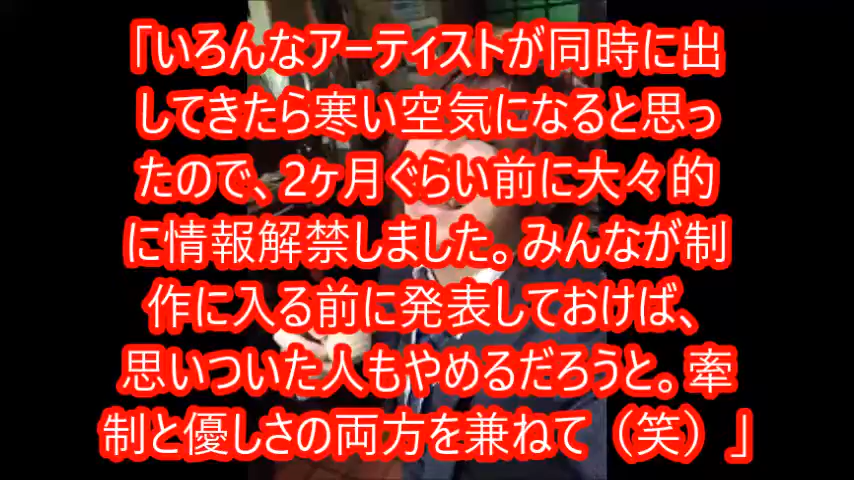 「いろんなアーティストが同時に出
してきたら寒い空気になると思っ
たので、2ヶ月ぐらい前に大々的
に情報解禁しました。みんなが制
作に入る前に発表しておけば、
思いついた人もやめるだろうと。牽
制と優しさの両方を兼ねて（笑）」